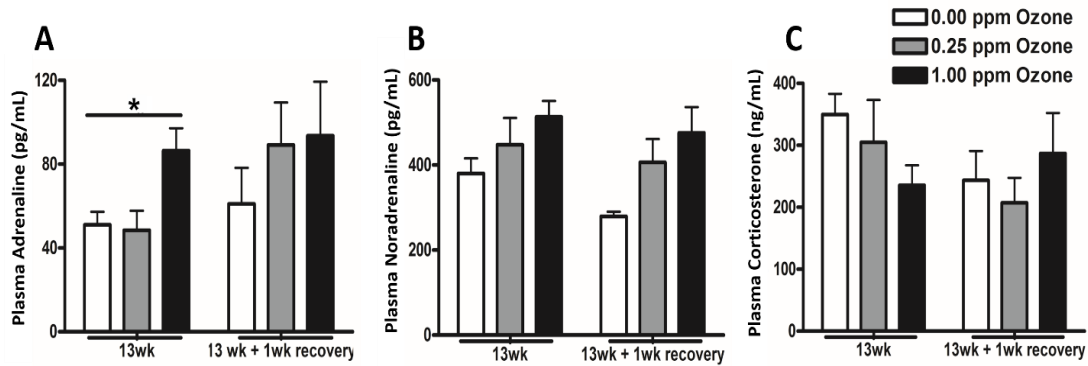 A
Plasma Adrenaline (pg/mL)
120
80
40
0
*
13wk
13 wk + 1wk recovery
B
Plasma Noradrenaline (pg/mL)
600
400
200
0
13wk
13wk + 1wk recovery
C
Plasma Corticosterone (ng/mL)
400
300
200
100
0
13wk
13wk + 1wk recovery
0.00 ppm Ozone
0.25 ppm Ozone
1.00 ppm Ozone